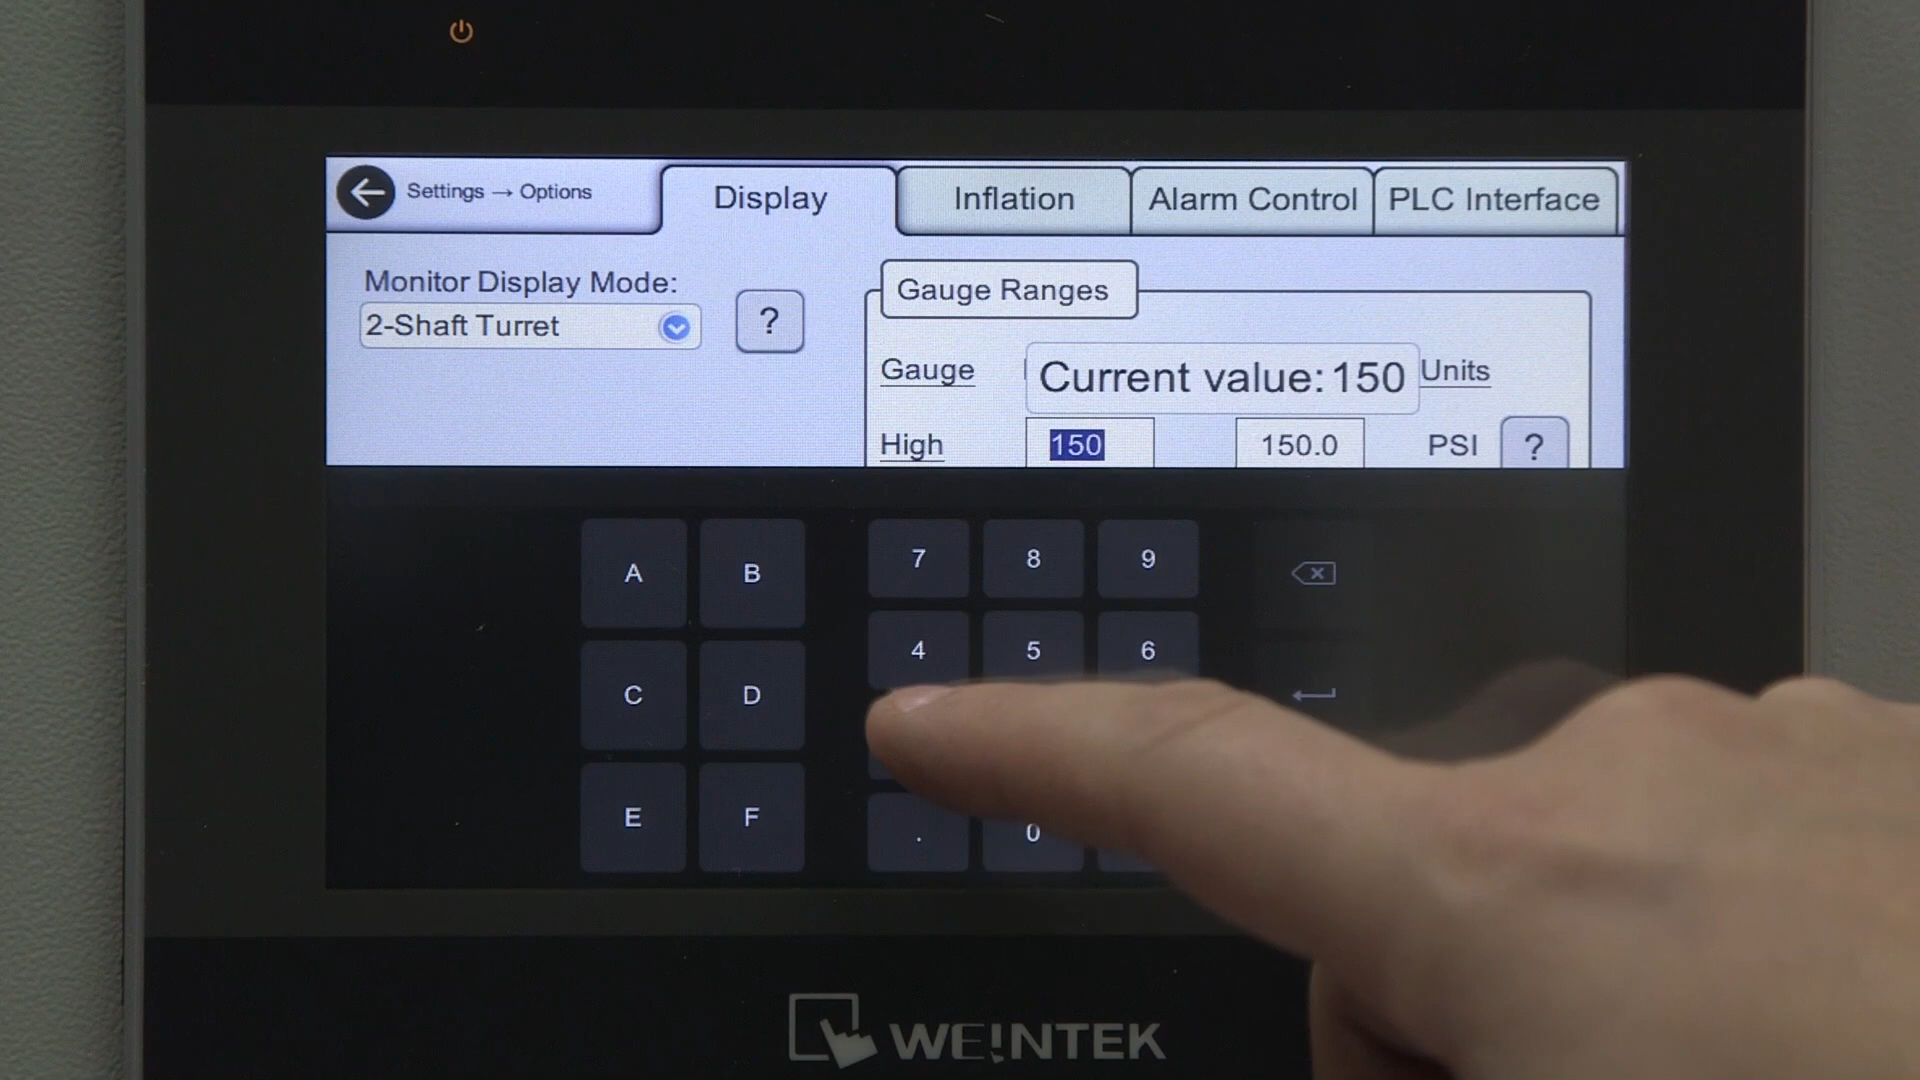 Settings → Options
Display
Inflation
Alarm Control
PLC Interface
Monitor Display Mode:
2-Shaft Turret
?
Gauge Ranges
Gauge
Current value: 150
Units
High
150
150.0
PSI
?
A B 7 8 9
4 5 6
C D
E F . 0
WEINTEK